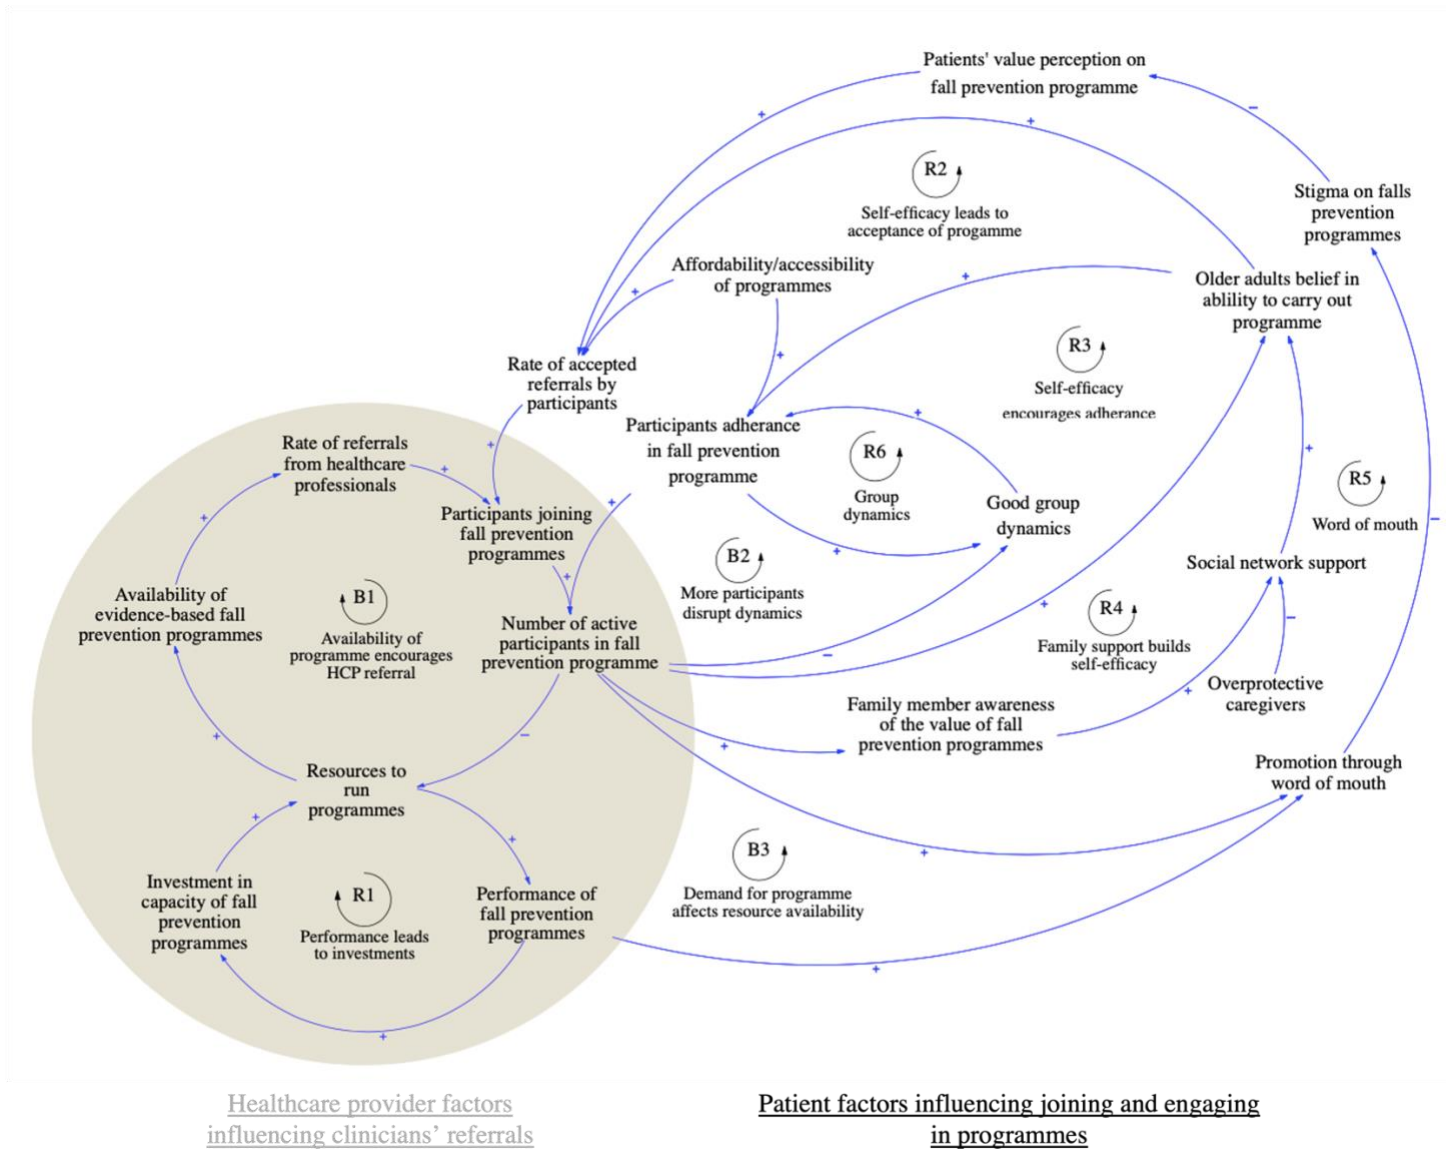 Patients' value perception on
fall prevention programme
+
−
+
R2
Self-efficacy leads to
acceptance of progamme
Stigma on falls
prevention
programmes
Affordability/accessibility
of programmes
+
+
+
Older adults belief in
ablility to carry out
programme
R3
Self-efficacy
encourages adherance
Rate of accepted
referrals by
participants
+
Participants adherance
in fall prevention
programme
+
R6
Group
dynamics
Good group
dynamics
+
+
R5
Word of mouth
−
Rate of referrals
from healthcare
professionals
+
+
Participants joining
fall prevention
programmes
+
+
B2
More participants
disrupt dynamics
Social network support
Availability of
evidence-based fall
prevention programmes
B1
Availability of
programme encourages
HCP referral
Number of active
participants in fall
prevention programme
−
+
R4
Family support builds
self-efficacy
−
+
Overprotective
caregivers
Family member awareness
of the value of fall
prevention programmes
+
−
+
Resources to
run
programmes
Promotion through
word of mouth
+
+
+
B3
Demand for programme
affects resource availability
Investment in
capacity of fall
prevention
programmes
R1
Performance leads
to investments
Performance of
fall prevention
programmes
+
+
Healthcare provider factors
influencing clinicians’ referrals
Patient factors influencing joining and engaging
in programmes